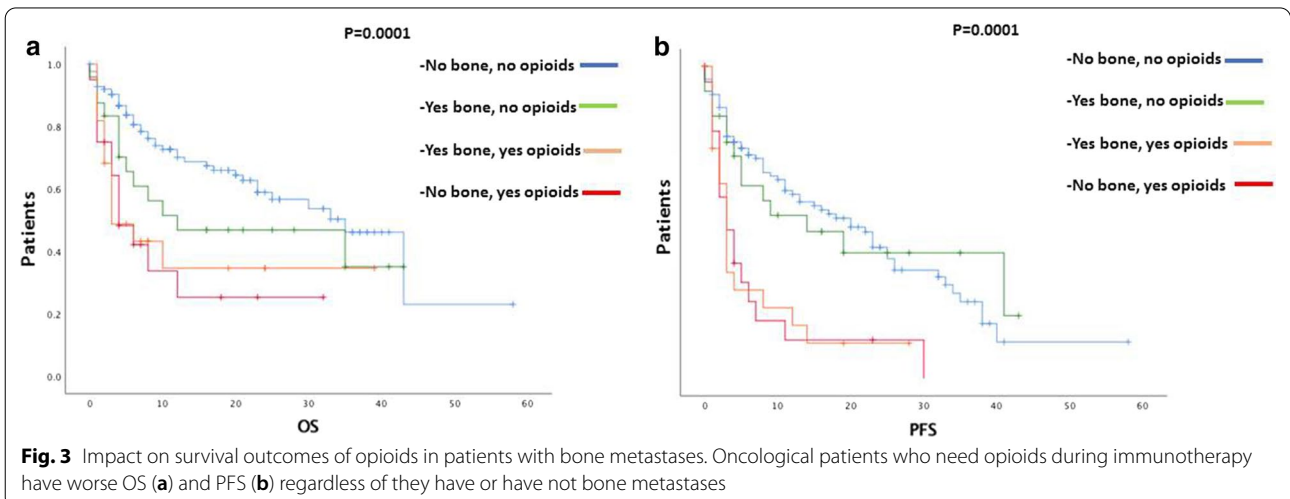 a
P=0.0001
-No bone, no opioids
-Yes bone, no opioids
-Yes bone, yes opioids
-No bone, yes opioids
Patients
1.0
0.8
0.6
0.4
0.2
0.0
0 10 20 30 40 50 60
OS
b
P=0.0001
-No bone, no opioids
-Yes bone, no opioids
-Yes bone, yes opioids
-No bone, yes opioids
Patients
0 10 20 30 40 50 60
PFS
Fig. 3 Impact on survival outcomes of opioids in patients with bone metastases. Oncological patients who need opioids during immunotherapy
have worse OS (a) and PFS (b) regardless of they have or have not bone metastases